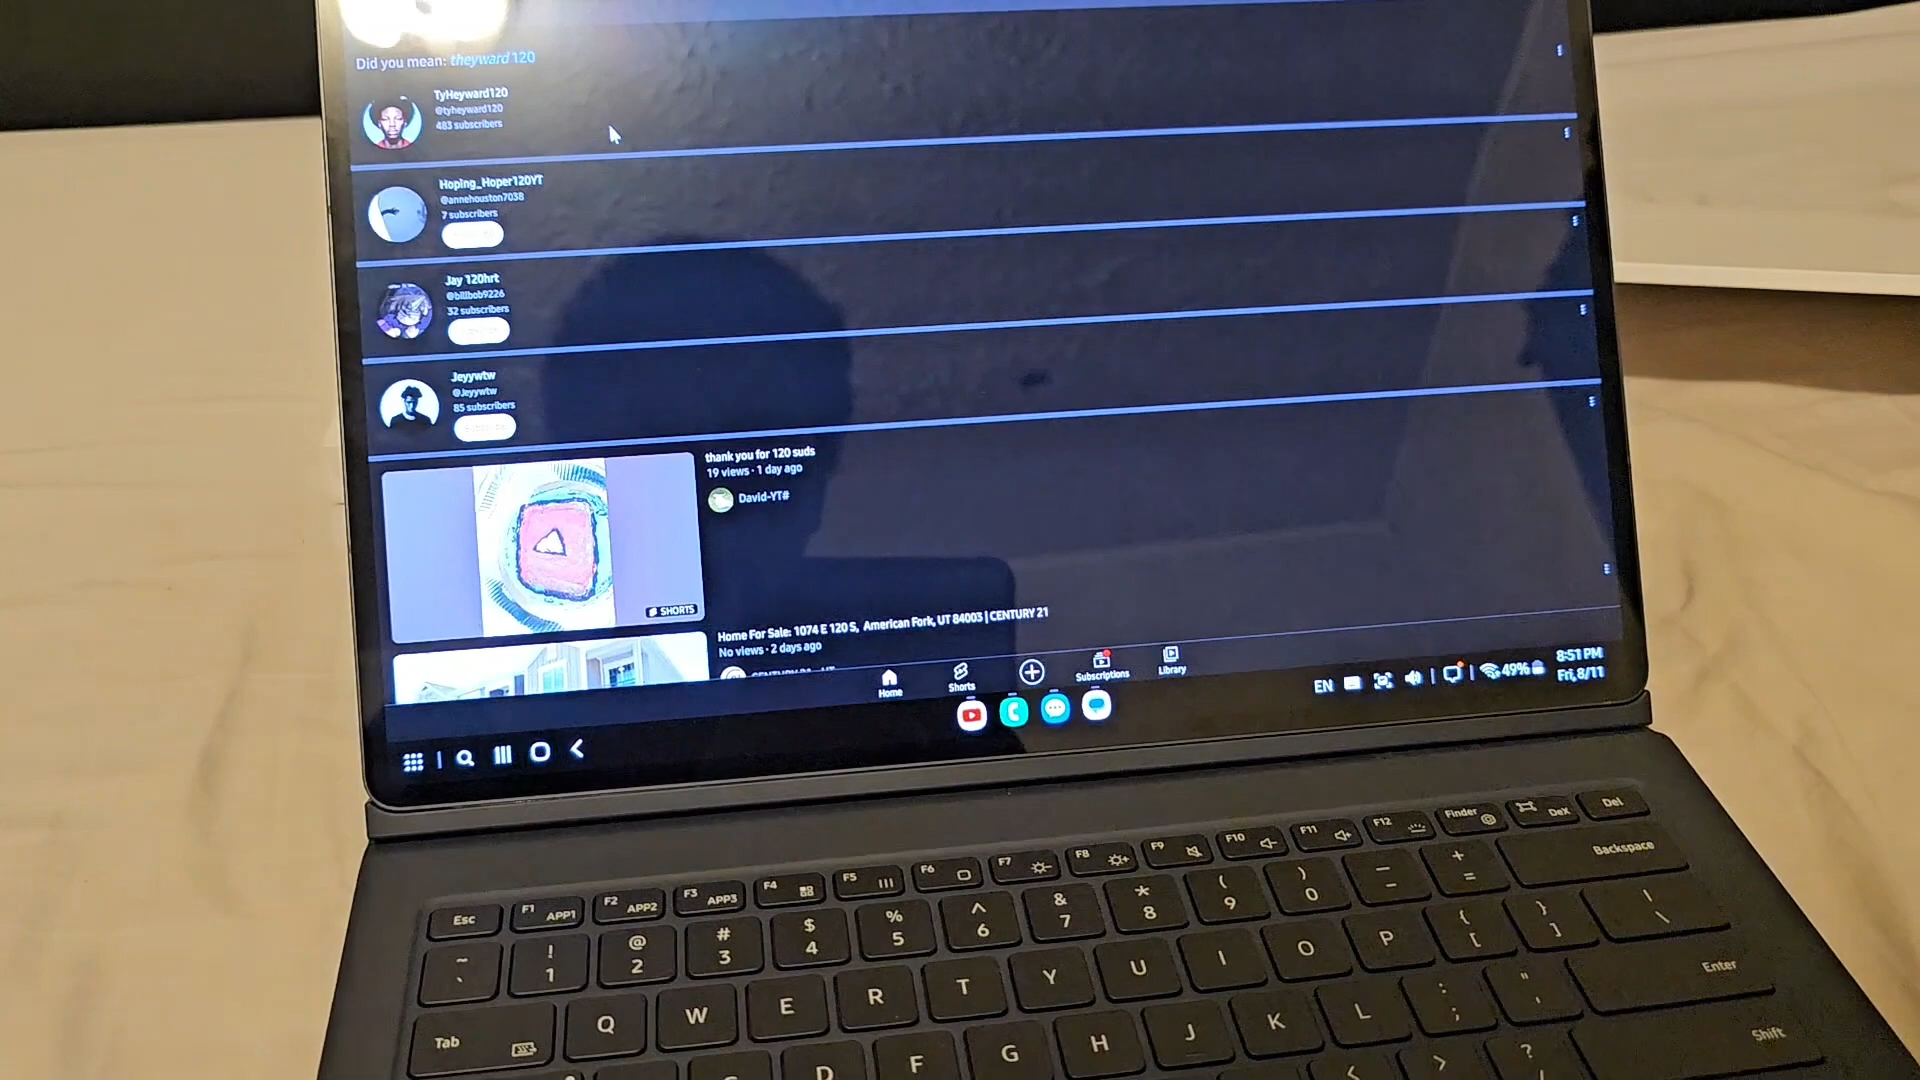 Did you mean: theyward 120
TyHeyward120
@tyheyward120
483 subscribers
Hoping_Hoper120YT
@annehouston7038
7 subscribers
Jay 120hrt
@billbob9226
32 subscribers
Jeyywtw
@Jeyywtw
85 subscribers
Subscribe
thank you for 120 suds
19 views · 1 day ago
David-YT#
SHORTS
Home For Sale: 1074 E 120 S, American Fork, UT 84003 | CENTURY 21
No views · 2 days ago
Home Shorts Subscriptions Library
EN 49% 8:51 PM
Fri, 8/11
Esc F1 APP1 F2 APP2 F3 APP3 F4 F5 F6 F7 F8 F9 F10 F11 F12 Finder DeX Del
~ ` ! 1 @ 2 # 3 $ 4 % 5 ^ 6 & 7 * 8 ( 9 ) 0 _ - + = Backspace
Tab Q W E R T Y U I O P { [ } ] | \
D F G H J K L : ; " ' Enter
< > ? / Shift